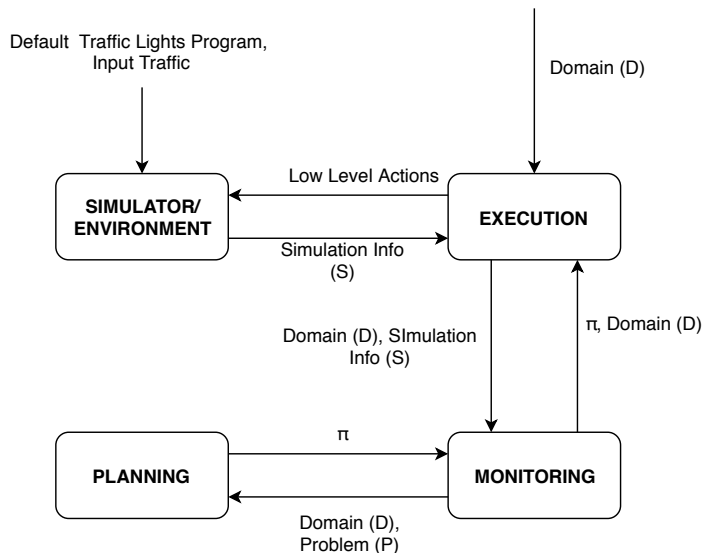 Default Traffic Lights Program,
Input Traffic
Domain (D)
Low Level Actions
SIMULATOR/
ENVIRONMENT
EXECUTION
Simulation Info
(S)
Domain (D), SImulation
Info (S)
π, Domain (D)
π
PLANNING
MONITORING
Domain (D),
Problem (P)